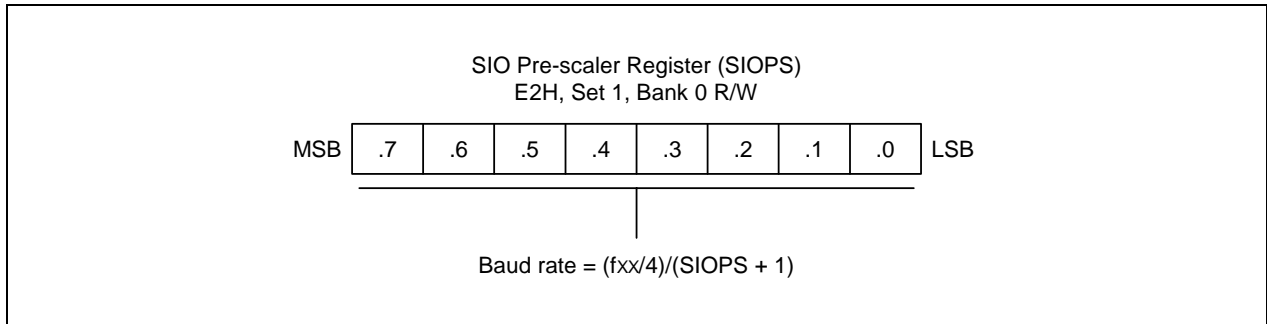 SIO Pre-scaler Register (SIOPS)
E2H, Set 1, Bank 0 R/W
MSB .7 .6 .5 .4 .3 .2 .1 .0 LSB
Baud rate = (fxx/4)/(SIOPS + 1)